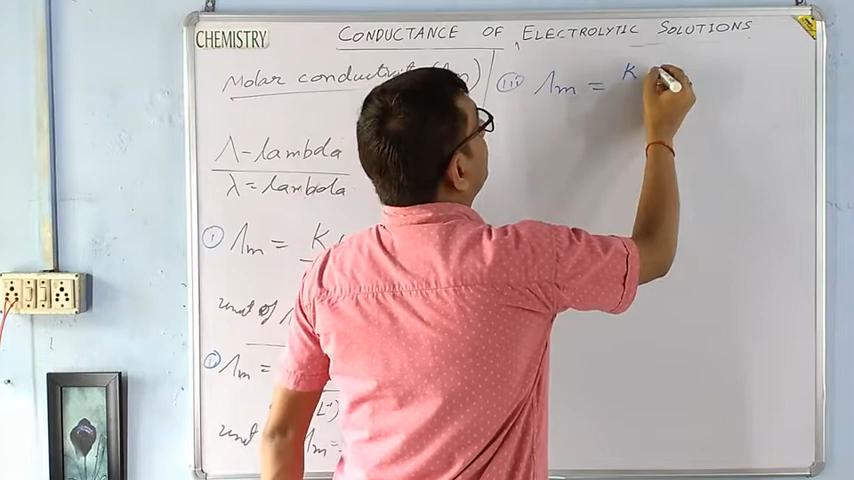 CONDUCTANCE OF ELECTROLYTIC SOLUTIONS
CHEMISTRY
Molar conductivity (Λm)
Λ - lambda
λ = lambda
① Λm = K
unit of Λ
② Λm =
L⁻¹)
unit Λm =
(iii) Λm = K